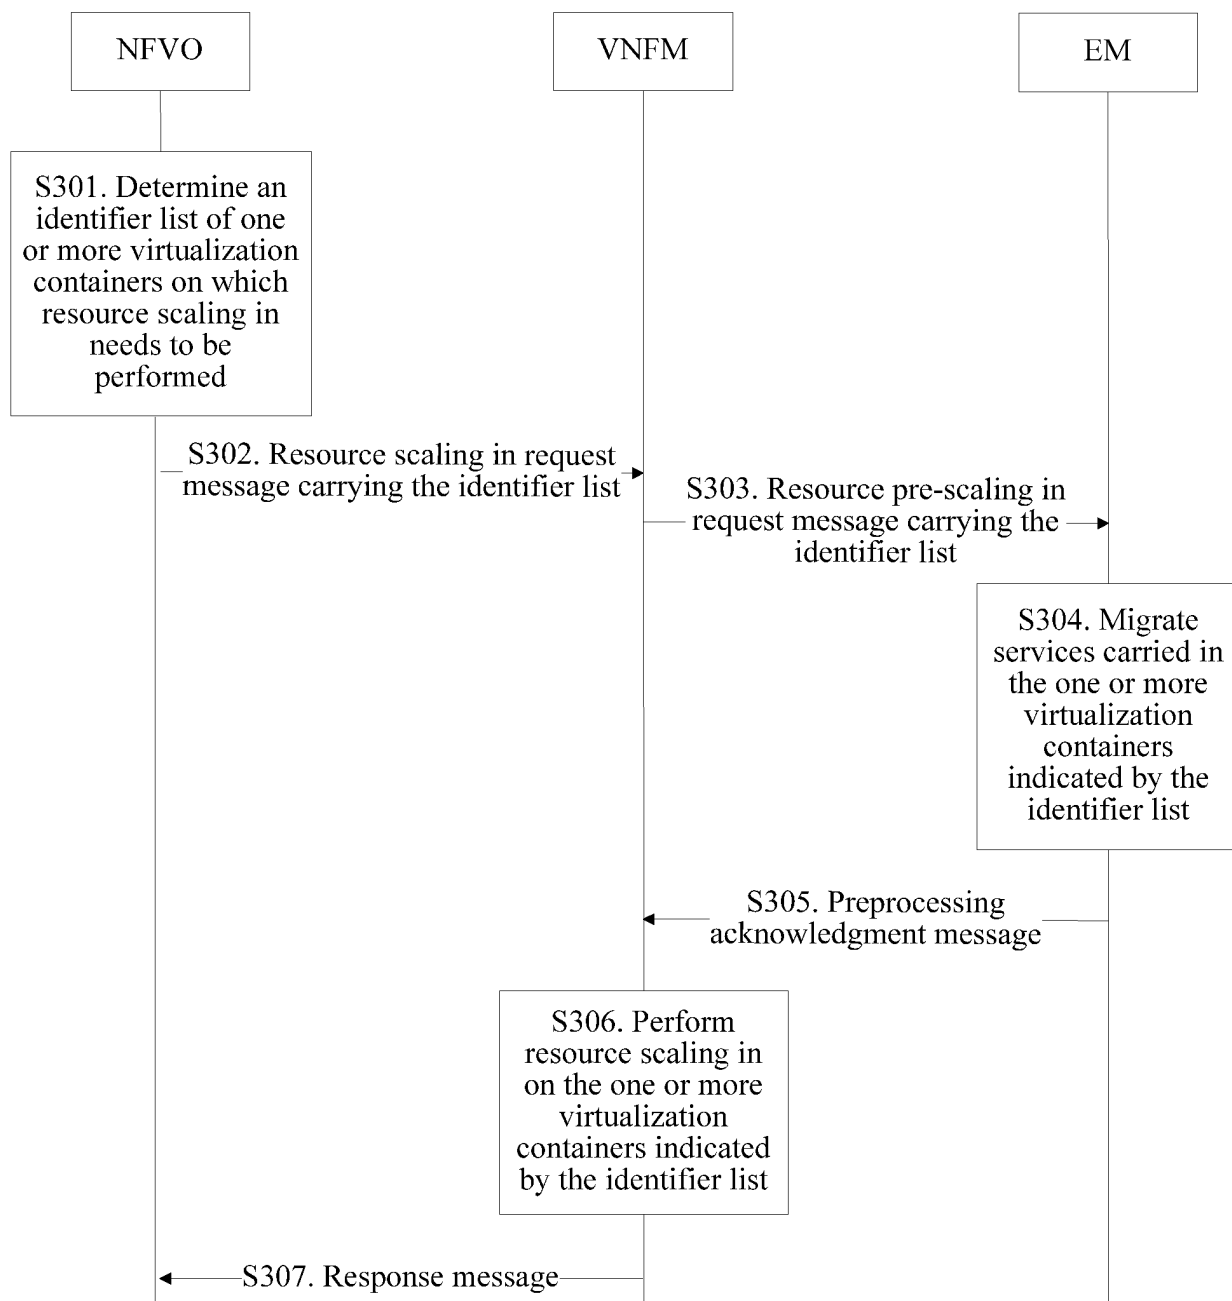 NFVO
VNFM
EM
S301. Determine an
identifier list of one
or more virtualization
containers on which
resource scaling in
needs to be
performed
S302. Resource scaling in request
message carrying the identifier list
S303. Resource pre-scaling in
request message carrying the
identifier list
S304. Migrate
services carried in
the one or more
virtualization
containers
indicated by the
identifier list
S305. Preprocessing
acknowledgment message
S306. Perform
resource scaling in
on the one or more
virtualization
containers indicated
by the identifier list
S307. Response message